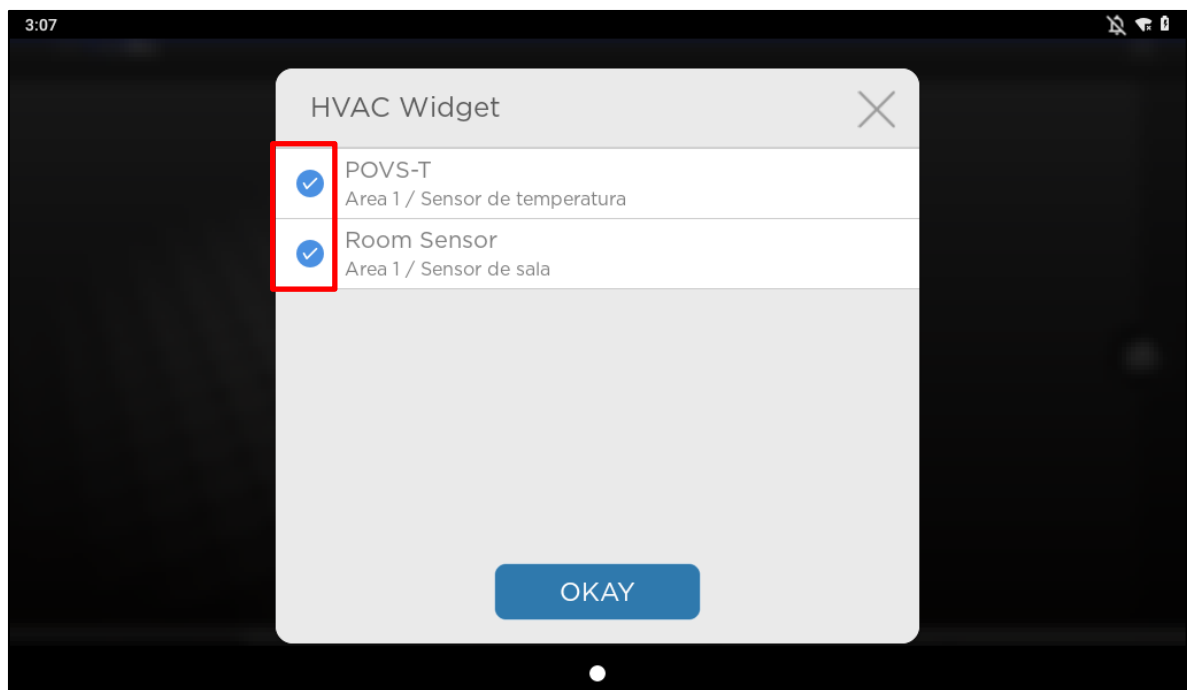 3:07
HVAC Widget
POVS-T
Area 1 / Sensor de temperatura
Room Sensor
Area 1 / Sensor de sala
OKAY